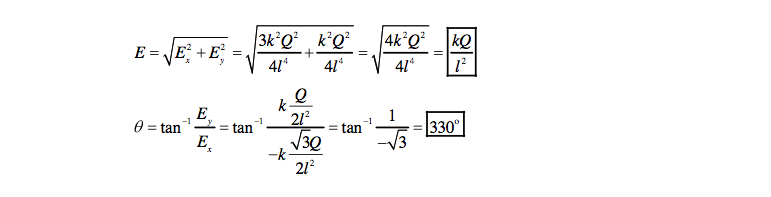 E = √(E_x² + E_y²) = √(3k²Q²/4l⁴ + k²Q²/4l⁴) = √(4k²Q²/4l⁴) = kQ/l²
θ = tan⁻¹ E_y/E_x = tan⁻¹ (k Q/2l²)/(−k √3Q/2l²) = tan⁻¹ 1/(−√3) = 330°